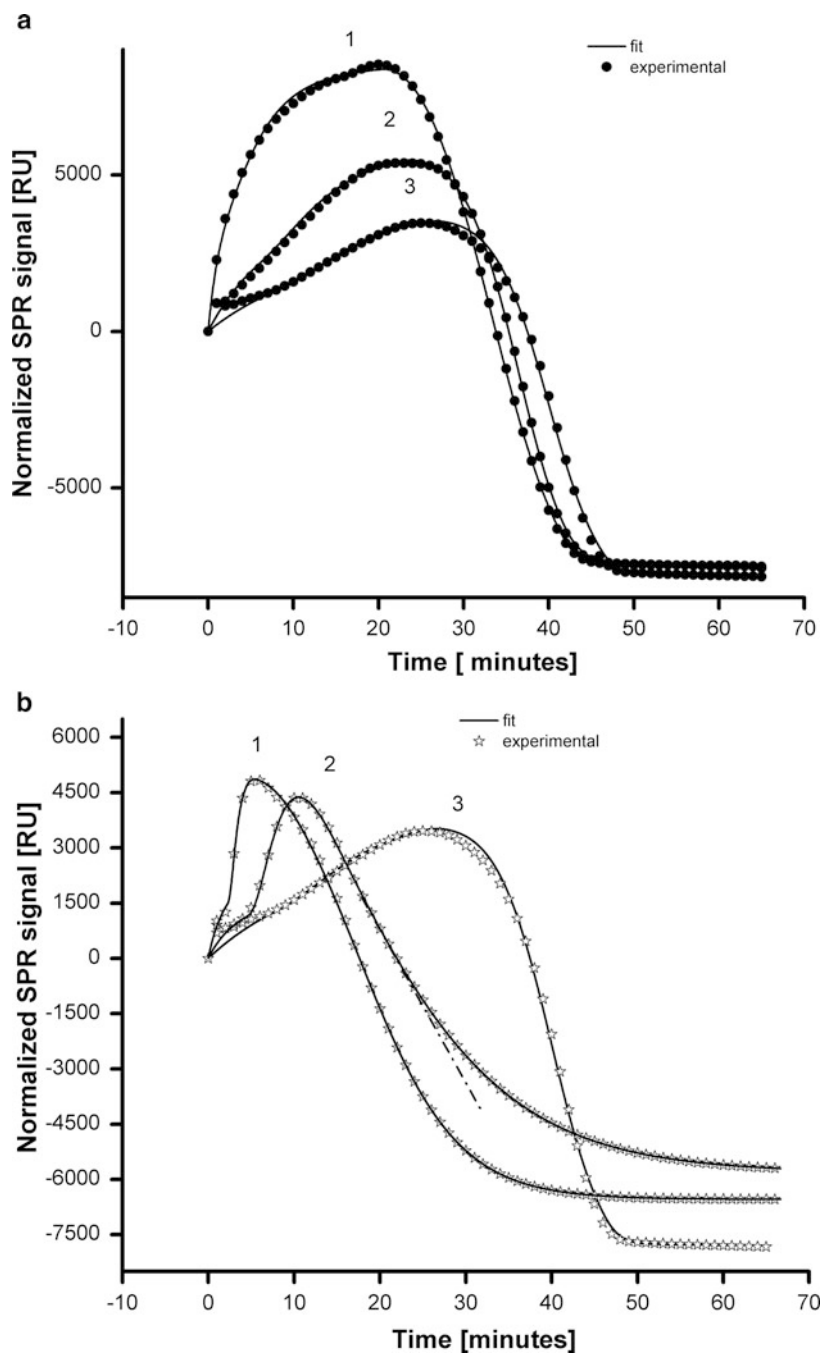 a
1
fit
experimental
2
3
5000
0
-5000
Normalized SPR signal [RU]
-10 0 10 20 30 40 50 60 70
Time [ minutes]
b
6000
fit
experimental
1
2
3
4500
3000
1500
0
-1500
-3000
-4500
-6000
-7500
Normalized SPR signal [RU]
-10 0 10 20 30 40 50 60 70
Time [minutes]